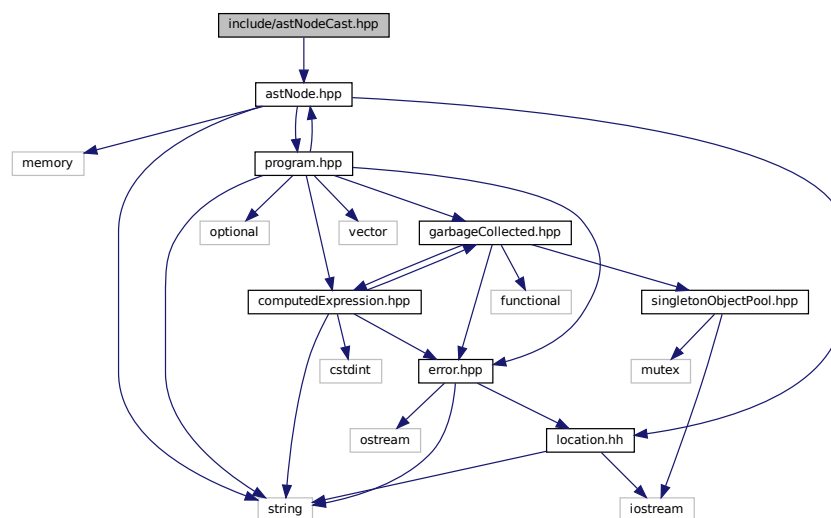 include/astNodeCast.hpp
astNode.hpp
memory
program.hpp
optional
vector
garbageCollected.hpp
computedExpression.hpp
functional
singletonObjectPool.hpp
cstdint
error.hpp
mutex
ostream
location.hh
string
iostream